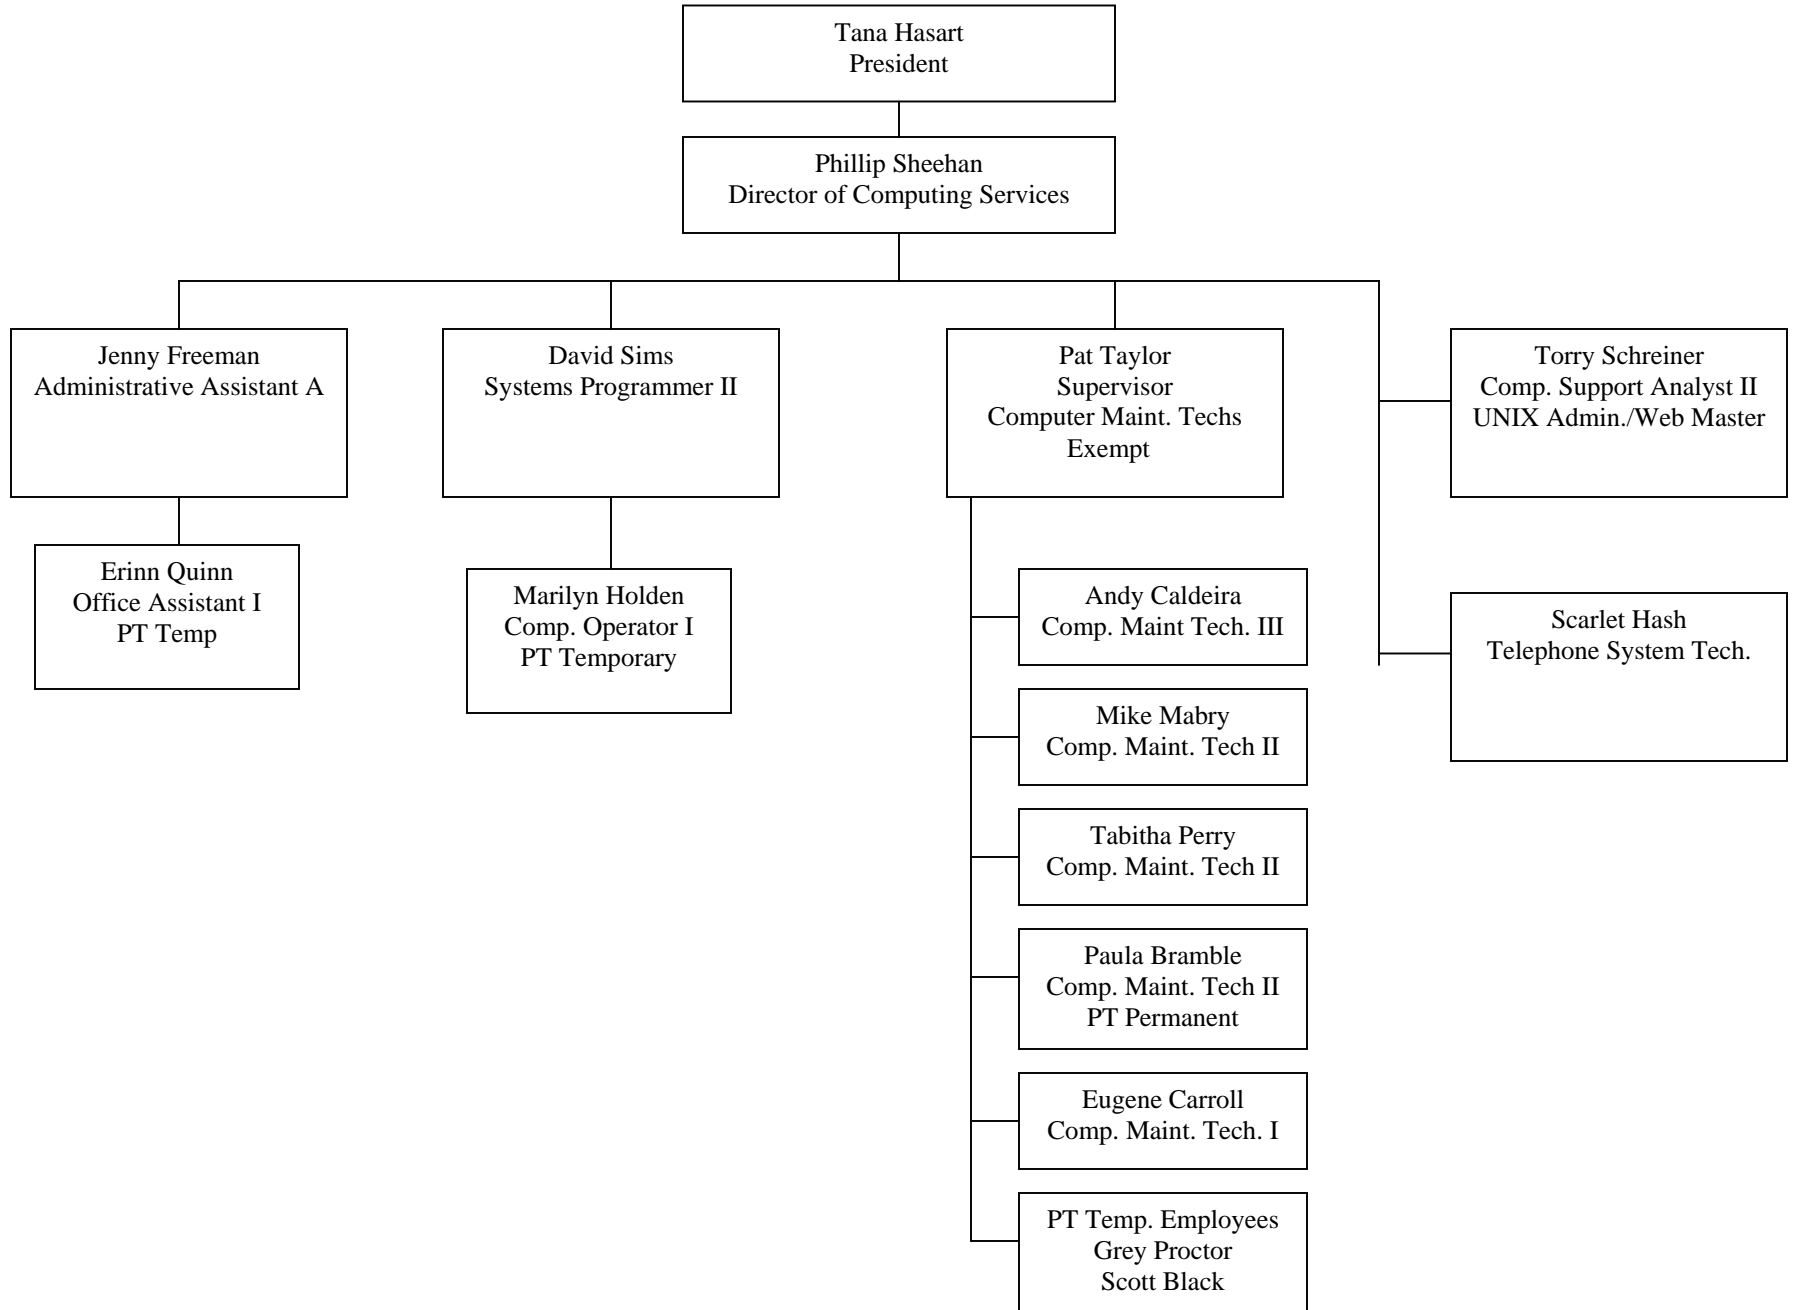 Tana Hasart
President
Phillip Sheehan
Director of Computing Services
Jenny Freeman
Administrative Assistant A
David Sims
Systems Programmer II
Pat Taylor
Supervisor
Computer Maint. Techs
Exempt
Torry Schreiner
Comp. Support Analyst II
UNIX Admin./Web Master
Erinn Quinn
Office Assistant I
PT Temp
Marilyn Holden
Comp. Operator I
PT Temporary
Andy Caldeira
Comp. Maint Tech. III
Scarlet Hash
Telephone System Tech.
Mike Mabry
Comp. Maint. Tech II
Tabitha Perry
Comp. Maint. Tech II
Paula Bramble
Comp. Maint. Tech II
PT Permanent
Eugene Carroll
Comp. Maint. Tech. I
PT Temp. Employees
Grey Proctor
Scott Black